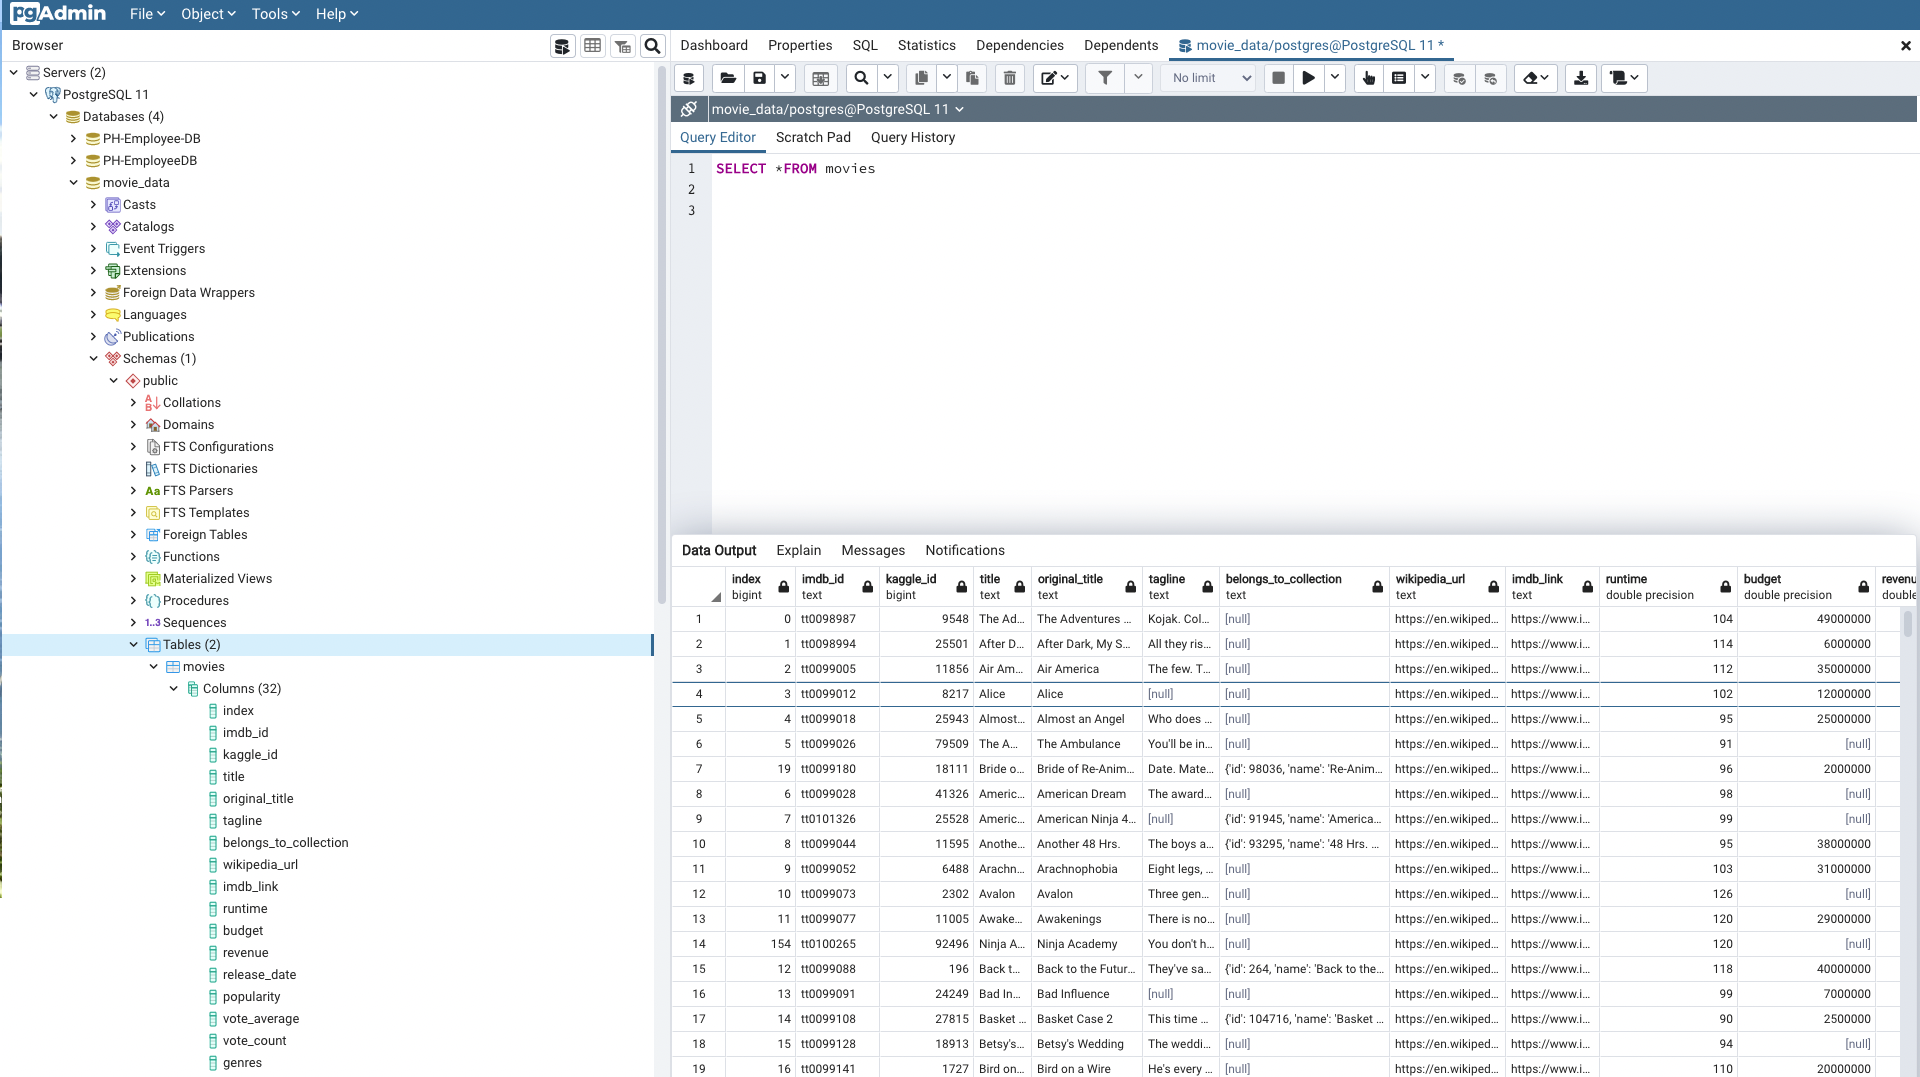 pgAdmin File Object Tools Help
Browser
Dashboard Properties SQL Statistics Dependencies Dependents movie_data/postgres@PostgreSQL 11 *
No limit
movie_data/postgres@PostgreSQL 11
Query Editor Scratch Pad Query History
1 SELECT *FROM movies
2
3
Servers (2)
PostgreSQL 11
Databases (4)
PH-Employee-DB
PH-EmployeeDB
movie_data
Casts
Catalogs
Event Triggers
Extensions
Foreign Data Wrappers
Languages
Publications
Schemas (1)
public
Collations
Domains
FTS Configurations
FTS Dictionaries
Aa FTS Parsers
FTS Templates
Foreign Tables
Functions
Materialized Views
Procedures
1..3 Sequences
Tables (2)
movies
Columns (32)
index
imdb_id
kaggle_id
title
original_title
tagline
belongs_to_collection
wikipedia_url
imdb_link
runtime
budget
revenue
release_date
popularity
vote_average
vote_count
genres
Data Output Explain Messages Notifications
index imdb_id kaggle_id title original_title tagline belongs_to_collection wikipedia_url imdb_link runtime budget revenu
bigint text bigint text text text text text text double precision double precision double
1 0 tt0098987 9548 The Ad... The Adventures ... Kojak. Col... [null] https://en.wikiped... https://www.i... 104 49000000
2 1 tt0098994 25501 After D... After Dark, My S... All they ris... [null] https://en.wikiped... https://www.i... 114 6000000
3 2 tt0099005 11856 Air Am... Air America The few. T... [null] https://en.wikiped... https://www.i... 112 35000000
4 3 tt0099012 8217 Alice Alice [null] [null] https://en.wikiped... https://www.i... 102 12000000
5 4 tt0099018 25943 Almost... Almost an Angel Who does ... [null] https://en.wikiped... https://www.i... 95 25000000
6 5 tt0099026 79509 The A... The Ambulance You'll be in... [null] https://en.wikiped... https://www.i... 91 [null]
7 19 tt0099180 18111 Bride o... Bride of Re-Anim... Date. Mate... {'id': 98036, 'name': 'Re-Anim... https://en.wikiped... https://www.i... 96 2000000
8 6 tt0099028 41326 Americ... American Dream The award... [null] https://en.wikiped... https://www.i... 98 [null]
9 7 tt0101326 25528 Americ... American Ninja 4... [null] {'id': 91945, 'name': 'America... https://en.wikiped... https://www.i... 99 [null]
10 8 tt0099044 11595 Anothe... Another 48 Hrs. The boys a... {'id': 93295, 'name': '48 Hrs. ... https://en.wikiped... https://www.i... 95 38000000
11 9 tt0099052 6488 Arachn... Arachnophobia Eight legs, ... [null] https://en.wikiped... https://www.i... 103 31000000
12 10 tt0099073 2302 Avalon Avalon Three gen... [null] https://en.wikiped... https://www.i... 126 [null]
13 11 tt0099077 11005 Awake... Awakenings There is no... [null] https://en.wikiped... https://www.i... 120 29000000
14 154 tt0100265 92496 Ninja A... Ninja Academy You don't h... [null] https://en.wikiped... https://www.i... 120 [null]
15 12 tt0099088 196 Back t... Back to the Futur... They've sa... {'id': 264, 'name': 'Back to the... https://en.wikiped... https://www.i... 118 40000000
16 13 tt0099091 24249 Bad In... Bad Influence [null] [null] https://en.wikiped... https://www.i... 99 7000000
17 14 tt0099108 27815 Basket ... Basket Case 2 This time ... {'id': 104716, 'name': 'Basket ... https://en.wikiped... https://www.i... 90 2500000
18 15 tt0099128 18913 Betsy's... Betsy's Wedding The weddi... [null] https://en.wikiped... https://www.i... 94 [null]
19 16 tt0099141 1727 Bird on... Bird on a Wire He's every ... [null] https://en.wikiped... https://www.i... 110 20000000